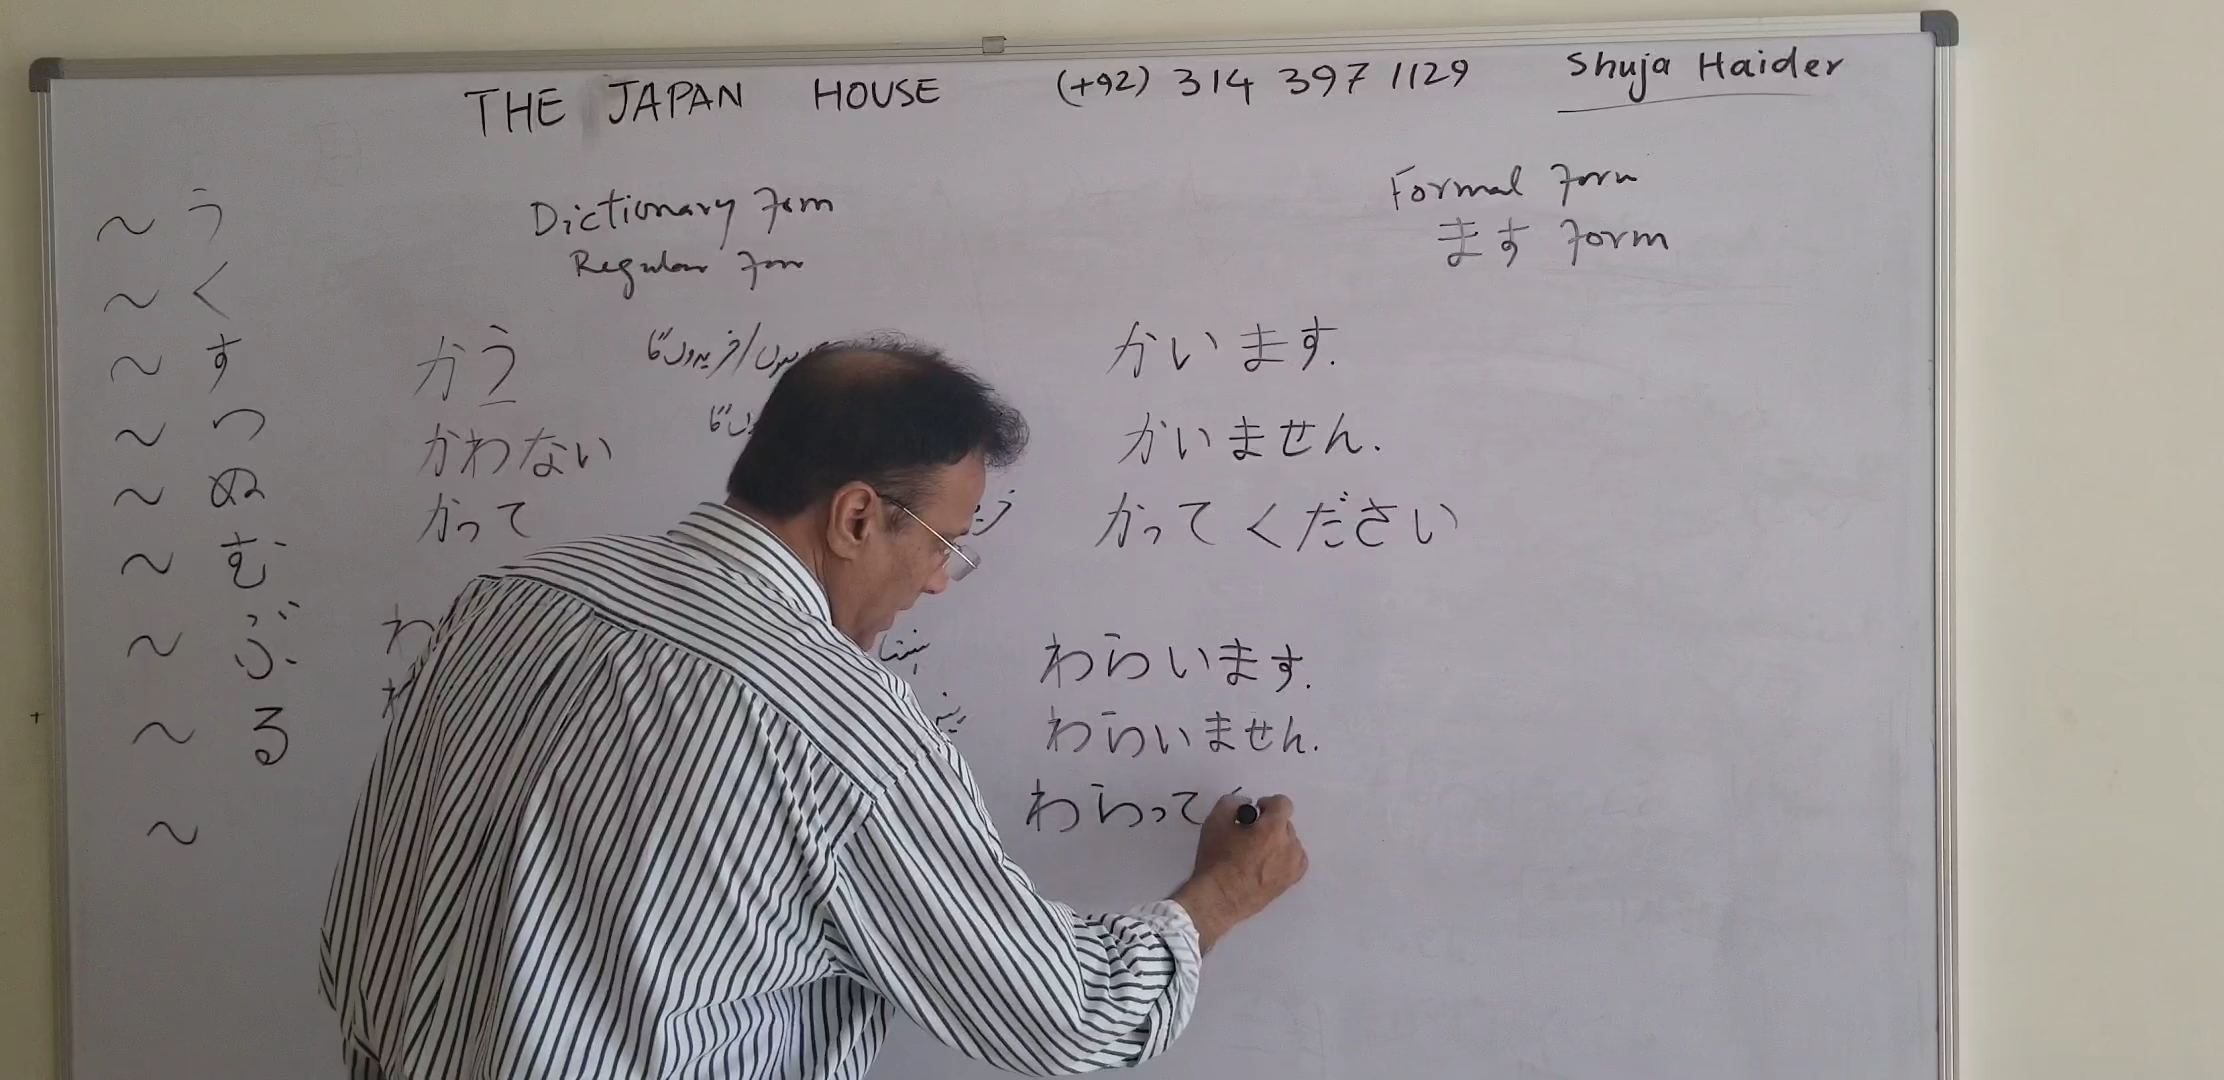 THE JAPAN HOUSE (+92) 314 397 1129 Shuja Haider
Dictionary Form
Regular Form
Formal Form
ます Form
~う
~く
~す
~つ
~ぬ
~む
~ぶ
~る
~
かう
かわない
かって
わ
かいます.
かいません.
かってください
わらいます.
わらいません.
わらって